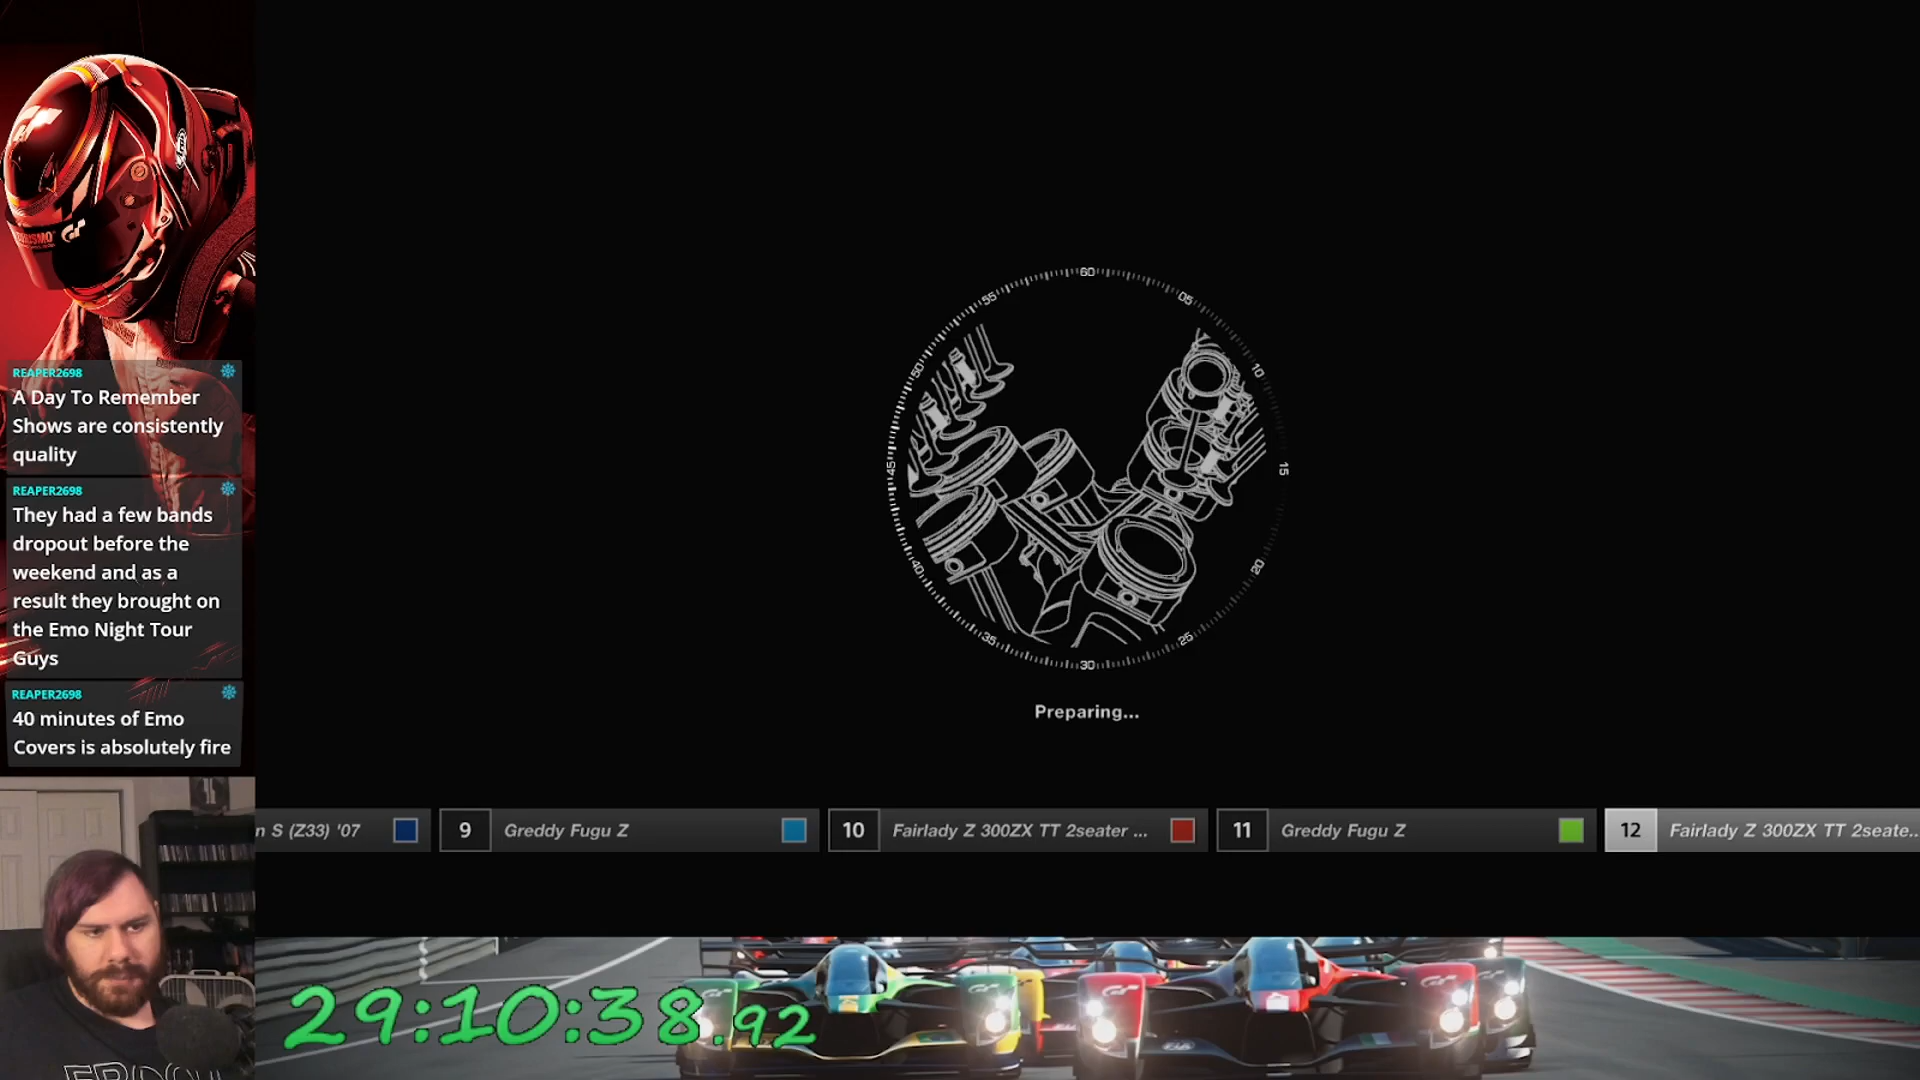 REAPER2698
A Day To Remember
Shows are consistently
quality
REAPER2698
They had a few bands
dropout before the
weekend and as a
result they brought on
the Emo Night Tour
Guys
REAPER2698
40 minutes of Emo
Covers is absolutely fire
60
55
05
50
10
45
15
40
20
35
25
30
Preparing...
n S (Z33) '07
9 Greddy Fugu Z
10 Fairlady Z 300ZX TT 2seater ...
11 Greddy Fugu Z
12 Fairlady Z 300ZX TT 2seate..
29:10:38.92